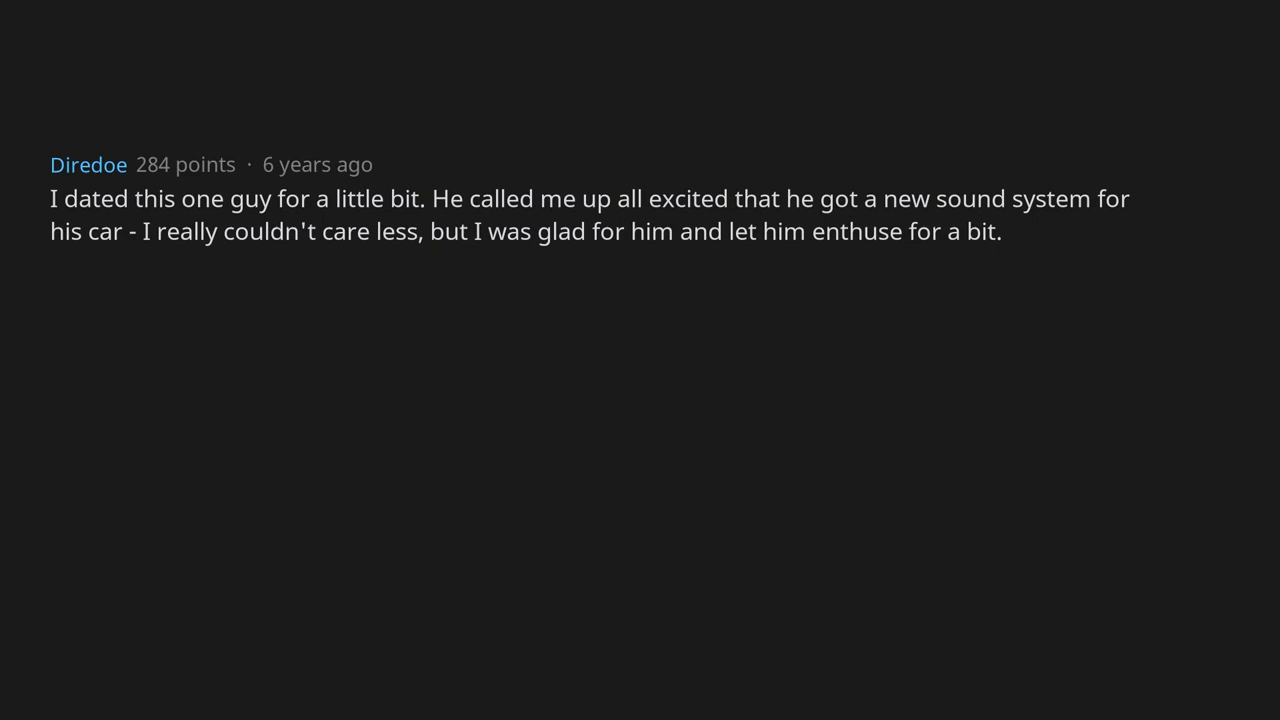 Diredoe 284 points · 6 years ago
I dated this one guy for a little bit. He called me up all excited that he got a new sound system for
his car - I really couldn't care less, but I was glad for him and let him enthuse for a bit.